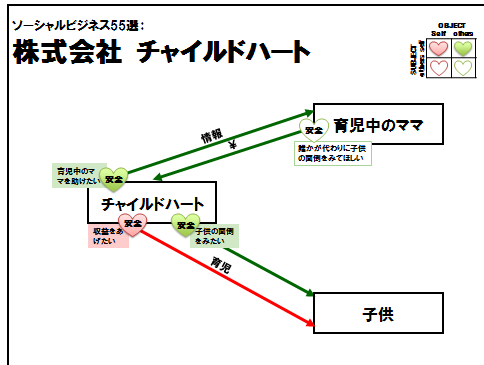 ソーシャルビジネス55選:
株式会社 チャイルドハート
OBJECT
Self others
SUBJECT
others self
情報
人
安全
育児中のママ
誰かが代わりに子供
の面倒をみてほしい
育児中のマ
マを助けたい
安全
チャイルドハート
収益をあ
げたい
安全
安全
子供の面倒
をみたい
育児
子供